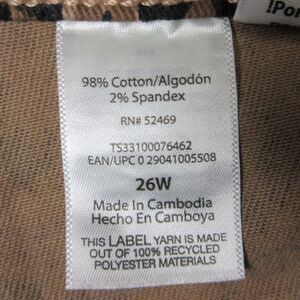 98% Cotton/Algodón
2% Spandex
RN# 52469
TS33100076462
EAN/UPC 0 29041005508
26W
Made In Cambodia
Hecho En Camboya
THIS LABEL YARN IS MADE
OUT OF 100% RECYCLED
POLYESTER MATERIALS